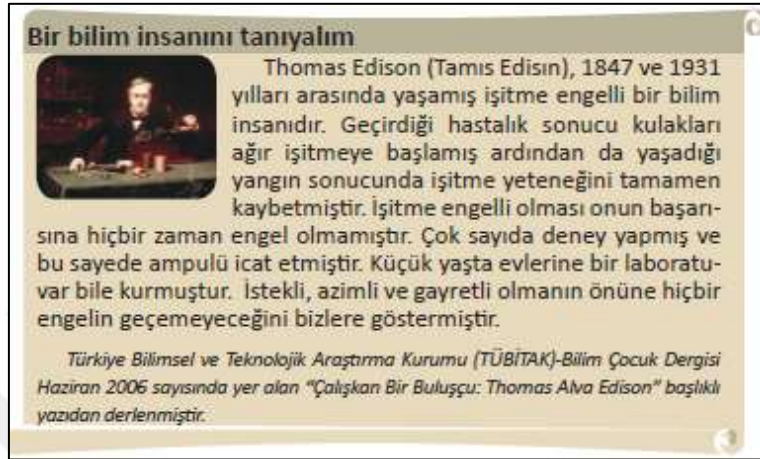 Bir bilim insanını tanıyalım
Thomas Edison (Tamıs Edisın), 1847 ve 1931
yılları arasında yaşamış işitme engelli bir bilim
insanıdır. Geçirdiği hastalık sonucu kulakları
ağır işitmeye başlamış ardından da yaşadığı
yangın sonucunda işitme yeteneğini tamamen
kaybetmiştir. İşitme engelli olması onun başarı-
sına hiçbir zaman engel olmamıştır. Çok sayıda deney yapmış ve
bu sayede ampulü icat etmiştir. Küçük yaşta evlerine bir laboratu-
var bile kurmuştur. İstekli, azimli ve gayretli olmanın önüne hiçbir
engelin geçemeyeceğini bizlere göstermiştir.
Türkiye Bilimsel ve Teknolojik Araştırma Kurumu (TÜBİTAK)-Bilim Çocuk Dergisi
Haziran 2006 sayısında yer alan "Çalışkan Bir Buluşçu: Thomas Alva Edison" başlıklı
yazıdan derlenmiştir.